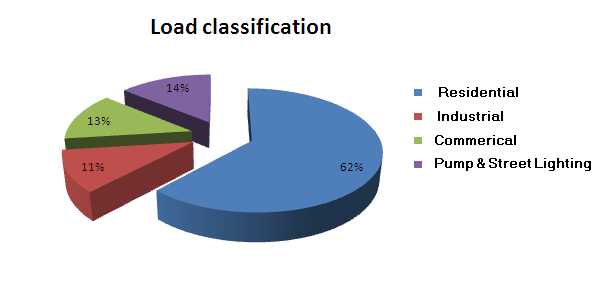 Load classification
14%
13%
11%
62%
Residential
Industrial
Commerical
Pump & Street Lighting